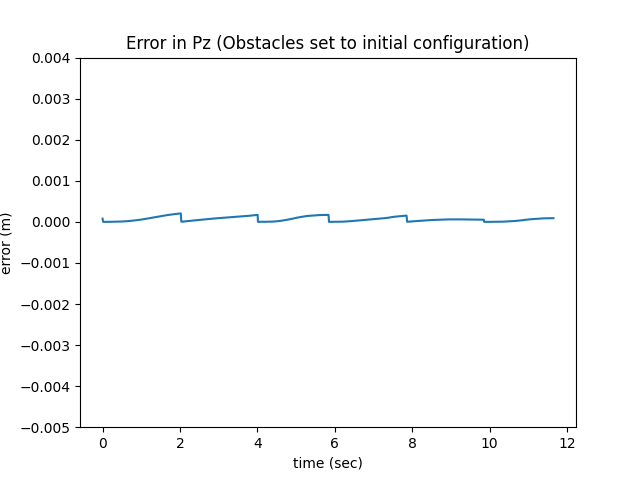 Error in Pz (Obstacles set to initial configuration)
0.004
0.003
0.002
0.001
0.000
−0.001
−0.002
−0.003
−0.004
−0.005
error (m)
0 2 4 6 8 10 12
time (sec)